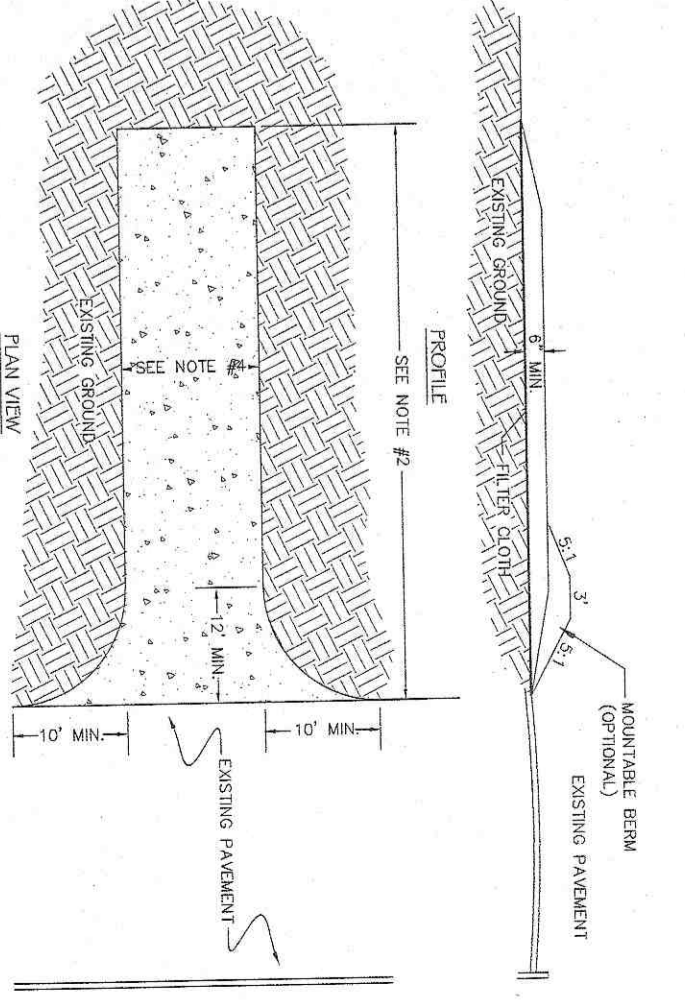 MOUNTABLE BERM
(OPTIONAL)
EXISTING PAVEMENT
5:1
3'
5:1
6" MIN.
EXISTING GROUND
FILTER CLOTH
PROFILE
SEE NOTE #2
SEE NOTE #4
EXISTING GROUND
12' MIN.
10' MIN.
10' MIN.
EXISTING PAVEMENT
PLAN VIEW